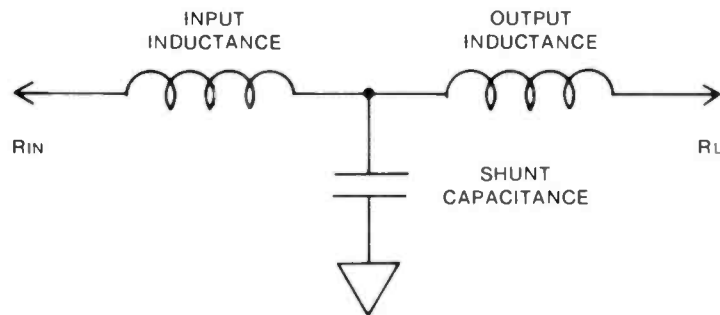 INPUT
INDUCTANCE
OUTPUT
INDUCTANCE
RIN
RL
SHUNT
CAPACITANCE